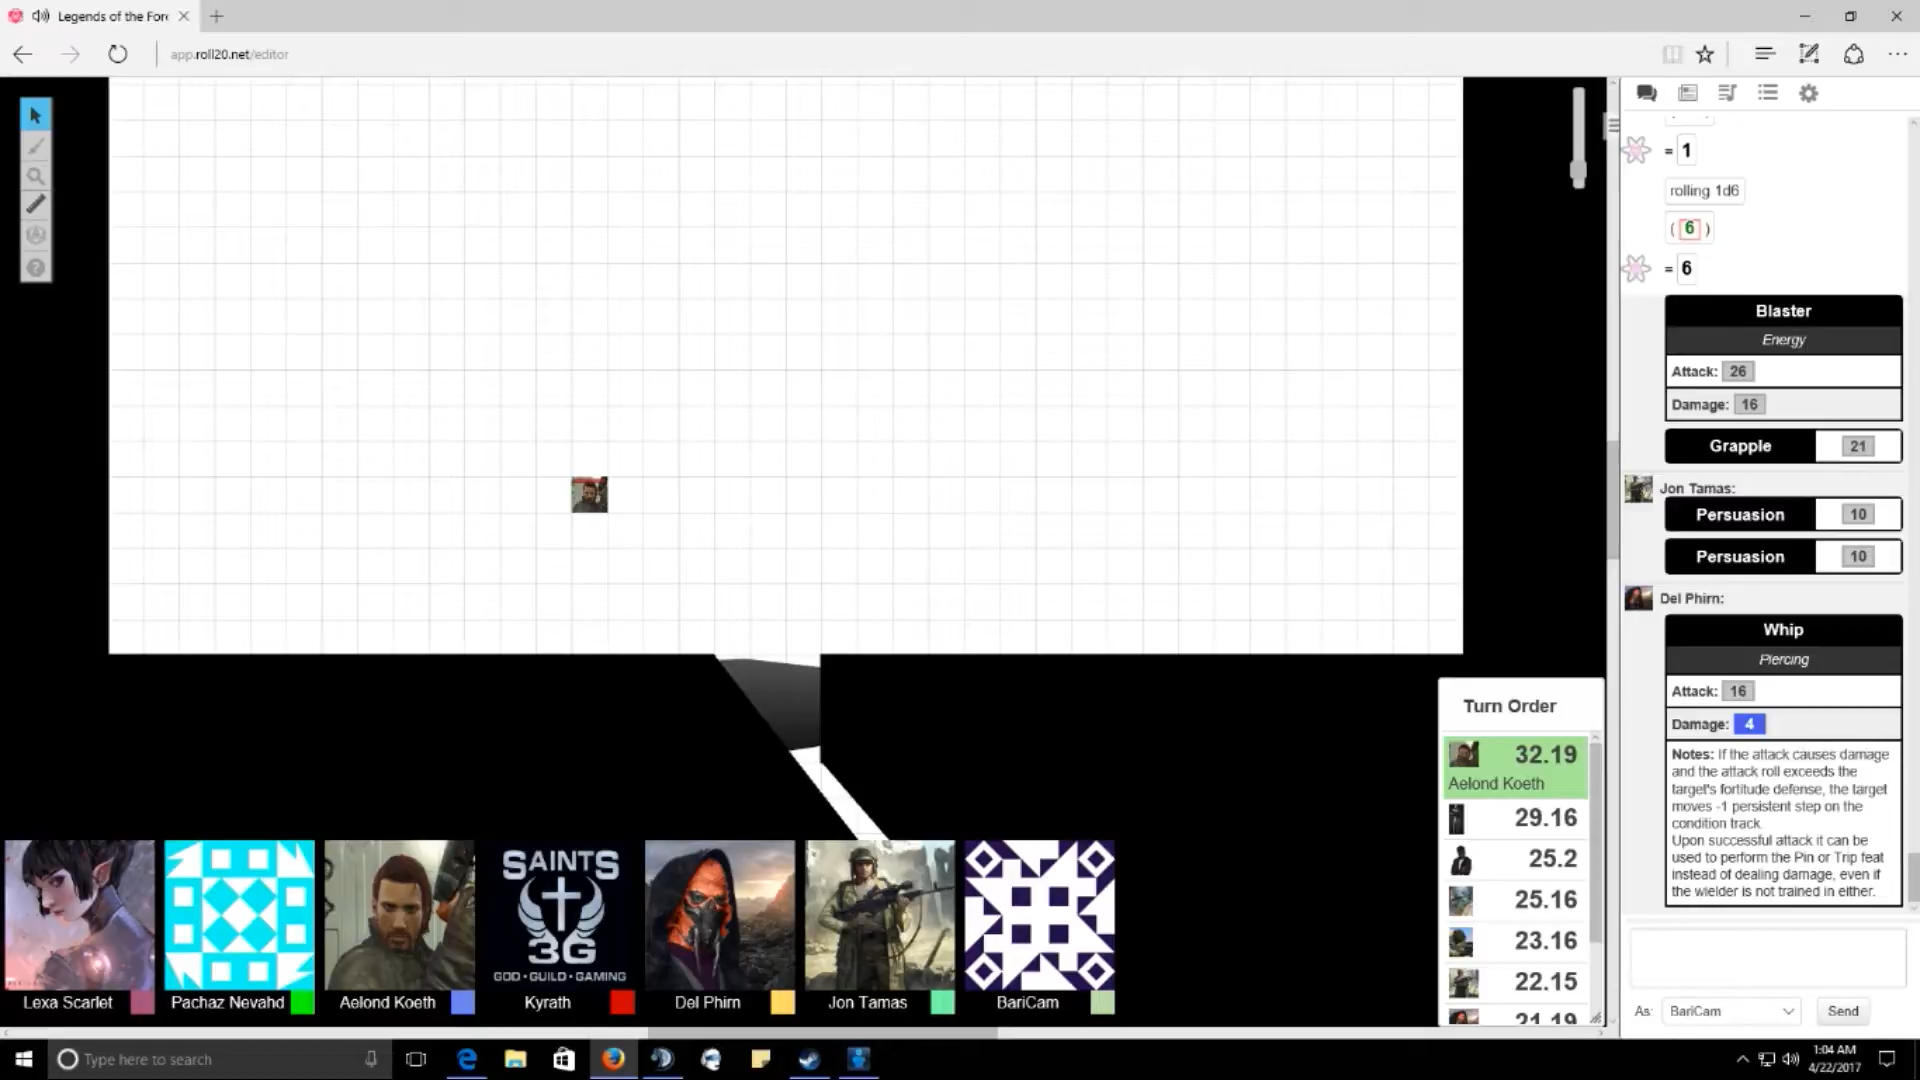 Legends of the For
app.roll20.net/editor
= 1
rolling 1d6
( 6 )
= 6
Blaster
Energy
Attack: 26
Damage: 16
Grapple 21
Jon Tamas:
Persuasion 10
Persuasion 10
Del Phirn:
Whip
Piercing
Attack: 16
Damage: 4
Notes: If the attack causes damage
and the attack roll exceeds the
target's fortitude defense, the target
moves -1 persistent step on the
condition track.
Upon successful attack it can be
used to perform the Pin or Trip feat
instead of dealing damage, even if
the wielder is not trained in either.
As: BariCam Send
Turn Order
32.19
Aelond Koeth
29.16
25.2
25.16
23.16
22.15
21.19
SAINTS
3G
GOD • GUILD • GAMING
Lexa Scarlet
Pachaz Nevahd
Aelond Koeth
Kyrath
Del Phirn
Jon Tamas
BariCam
Type here to search
1:04 AM
4/22/2017